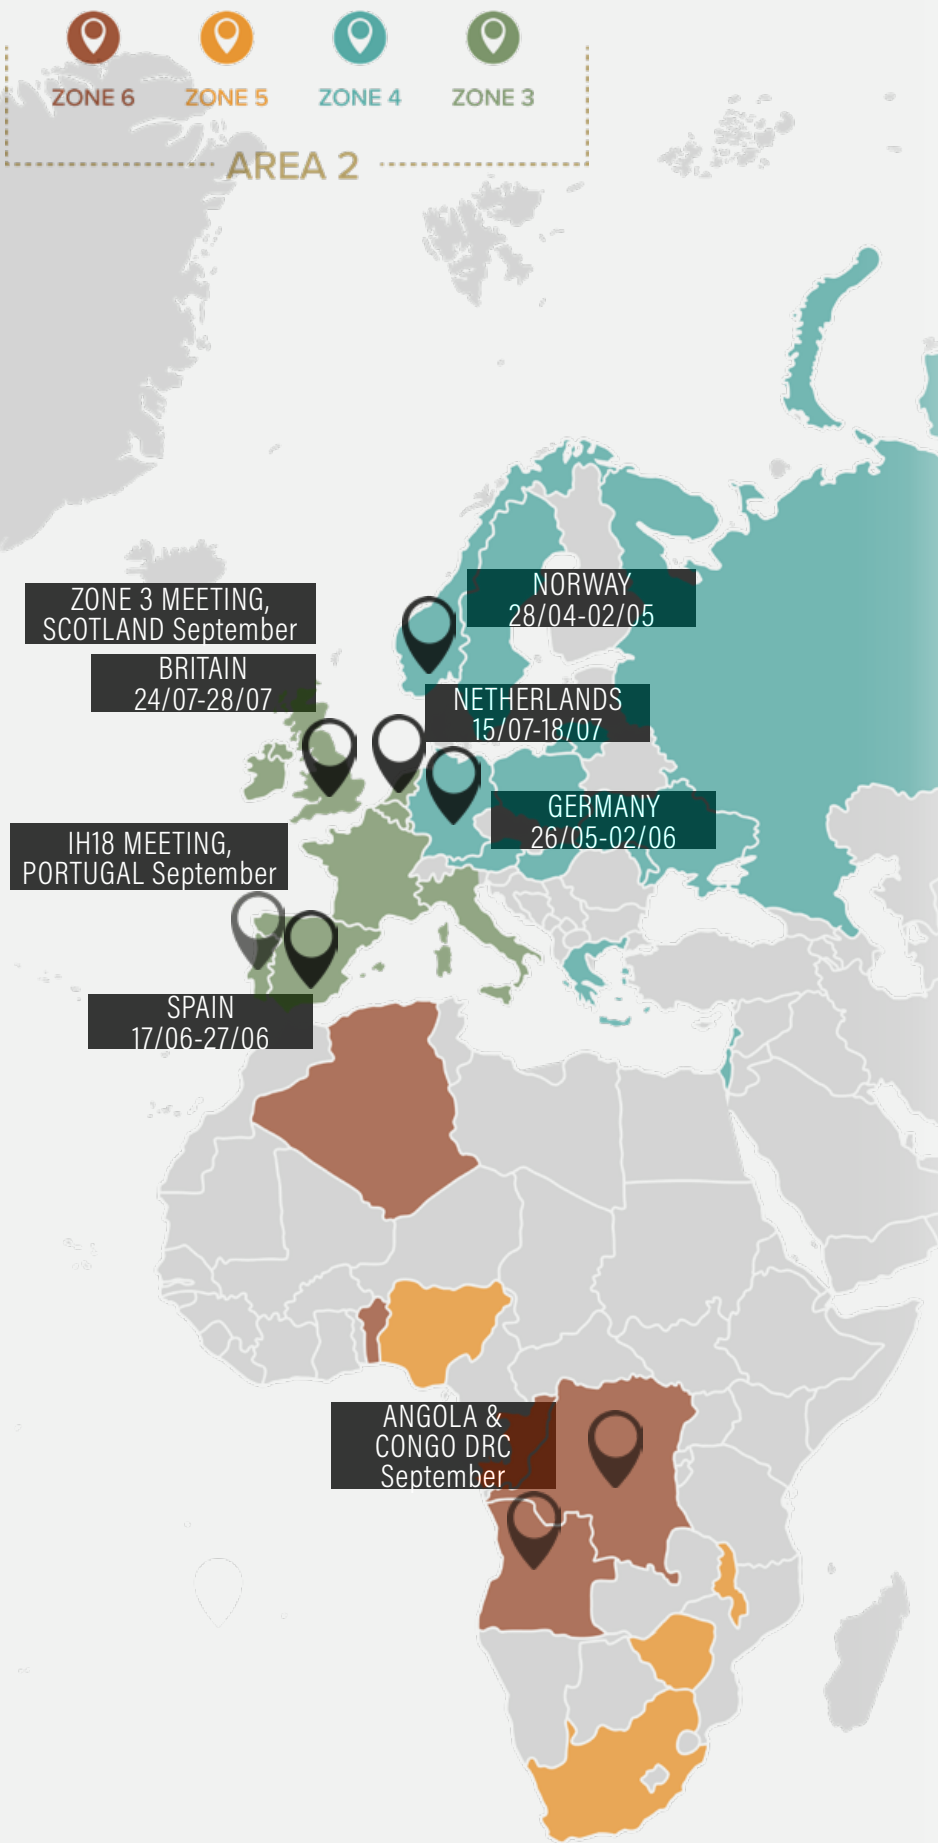 ZONE 6
ZONE 5
ZONE 4
ZONE 3
AREA 2
ZONE 3 MEETING,
SCOTLAND September
NORWAY
28/04-02/05
BRITAIN
24/07-28/07
NETHERLANDS
15/07-18/07
GERMANY
26/05-02/06
IH18 MEETING,
PORTUGAL September
SPAIN
17/06-27/06
ANGOLA &
CONGO DRC
September